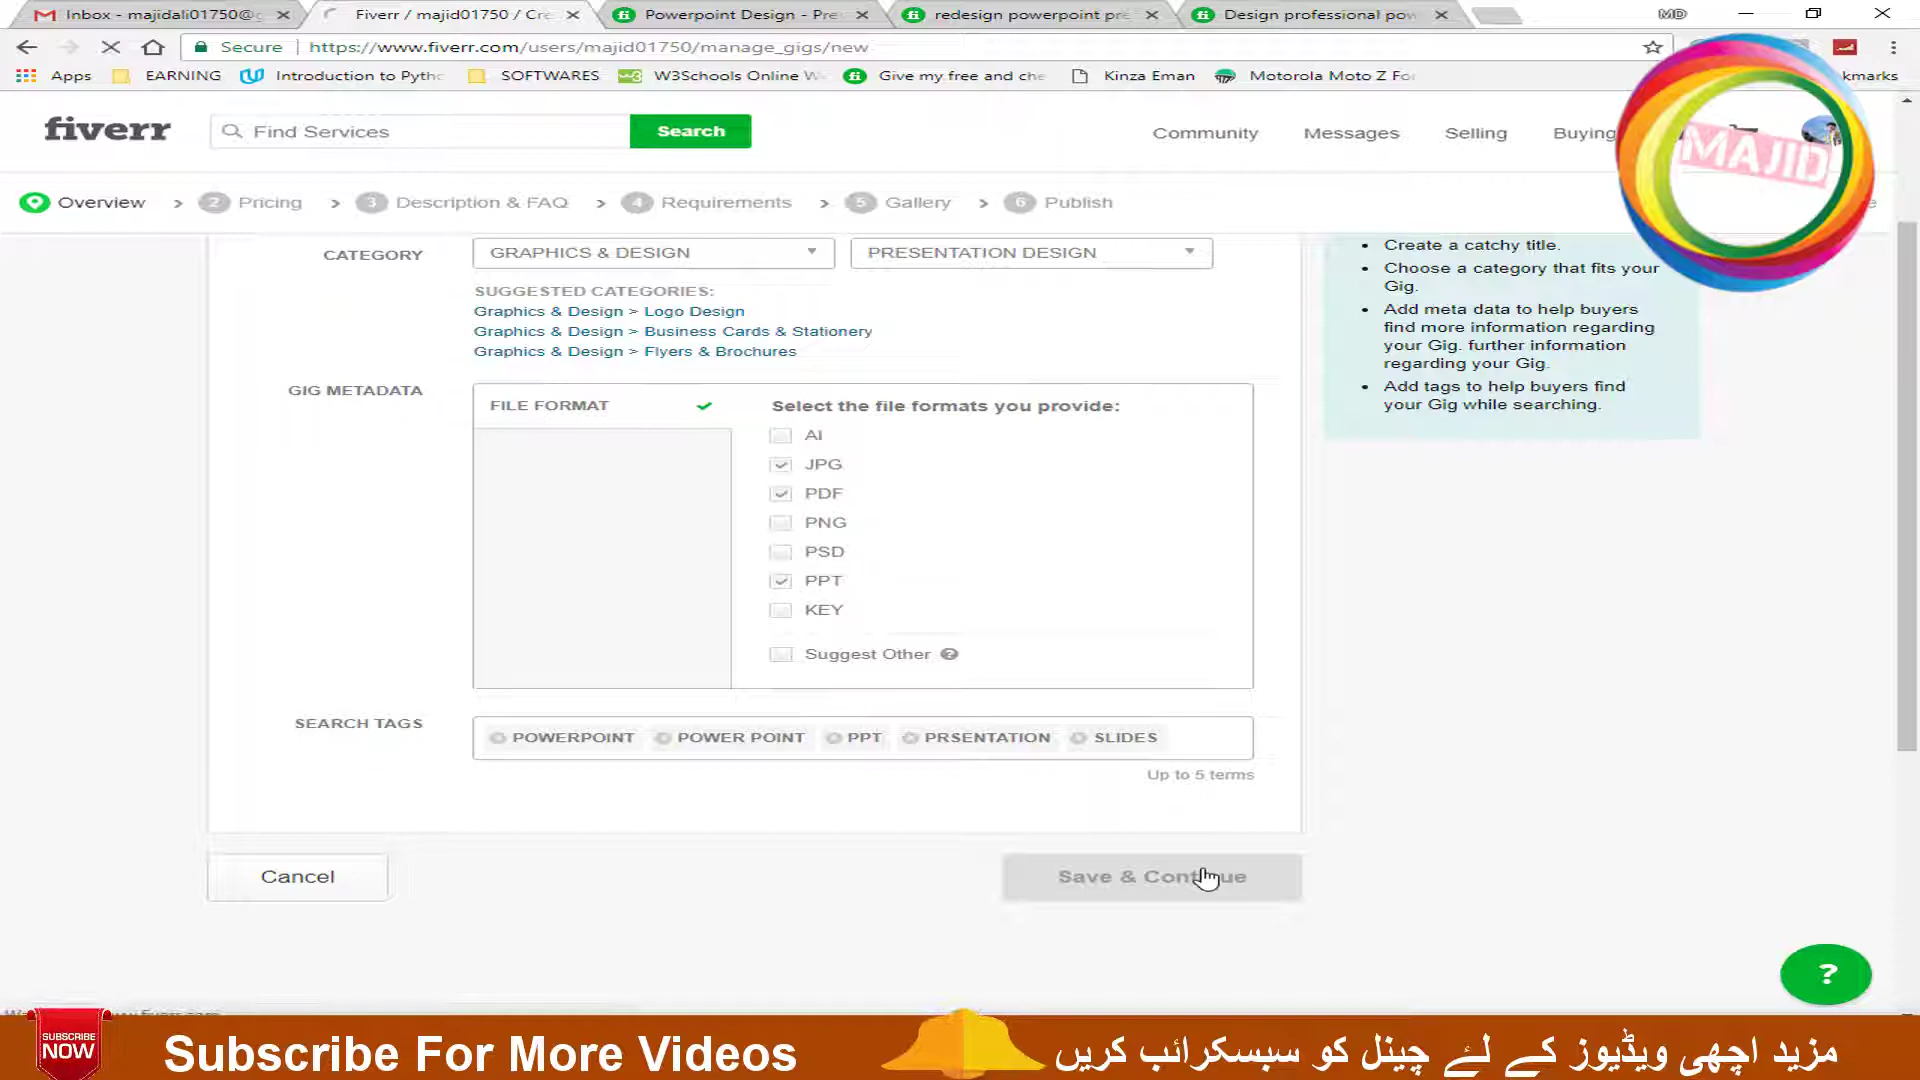 Inbox - majidali01750@g
Fiverr / majid01750 / Cre
Powerpoint Design - Pre
redesign powerpoint pre
Design professional pow
MD
Secure
https://www.fiverr.com/users/majid01750/manage_gigs/new
Apps
EARNING
Introduction to Pytho
SOFTWARES
W3Schools Online W
Give my free and che
Kinza Eman
Motorola Moto Z For
kmarks
fiverr
Find Services
Search
Community
Messages
Selling
Buying
MAJID
Overview > 2 Pricing > 3 Description & FAQ > 4 Requirements > 5 Gallery > 6 Publish
CATEGORY
GRAPHICS & DESIGN
PRESENTATION DESIGN
SUGGESTED CATEGORIES:
Graphics & Design > Logo Design
Graphics & Design > Business Cards & Stationery
Graphics & Design > Flyers & Brochures
• Create a catchy title.
• Choose a category that fits your
Gig.
• Add meta data to help buyers
find more information regarding
your Gig. further information
regarding your Gig.
• Add tags to help buyers find
your Gig while searching.
GIG METADATA
FILE FORMAT
Select the file formats you provide:
AI
JPG
PDF
PNG
PSD
PPT
KEY
Suggest Other ?
SEARCH TAGS
POWERPOINT
POWER POINT
PPT
PRSENTATION
SLIDES
Up to 5 terms
Cancel
Save & Continue
?
SUBSCRIBE
NOW
Subscribe For More Videos
مزید اچھی ویڈیوز کے لئے چینل کو سبسکرائب کریں